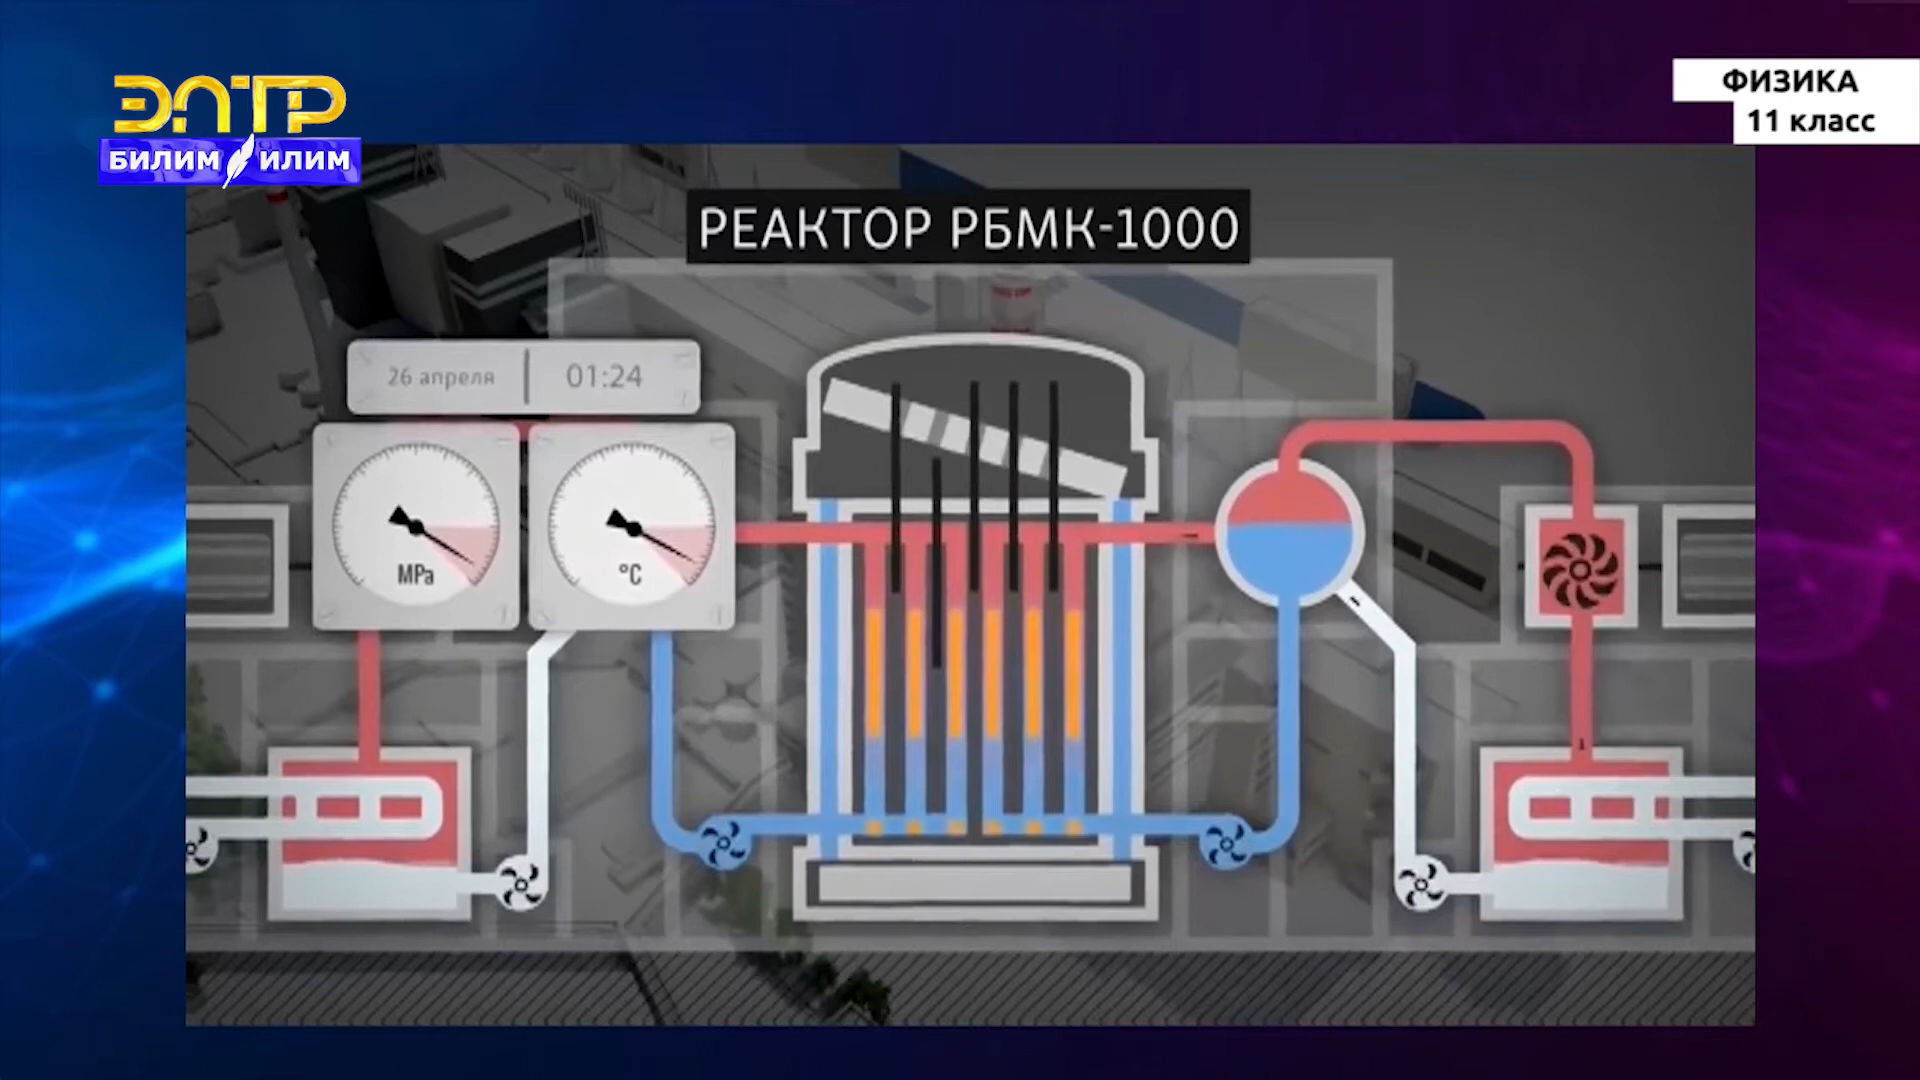 ЭЛТР
БИЛИМ ИЛИМ
ФИЗИКА
11 класс
РЕАКТОР РБМК-1000
26 апреля 01:24
MPa
°C